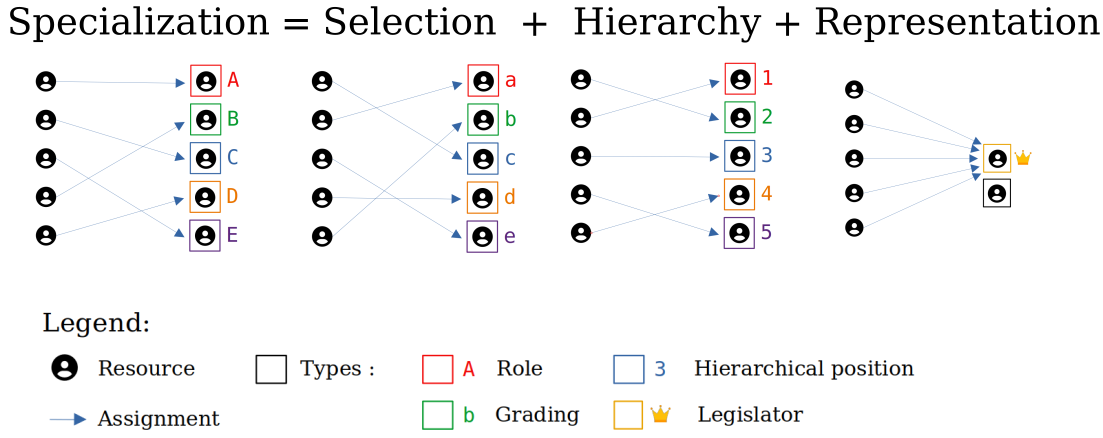 Specialization = Selection + Hierarchy + Representation
A a 1
B b 2
C c 3
D d 4
E e 5
Legend:
Resource Types : A Role 3 Hierarchical position
Assignment b Grading Legislator